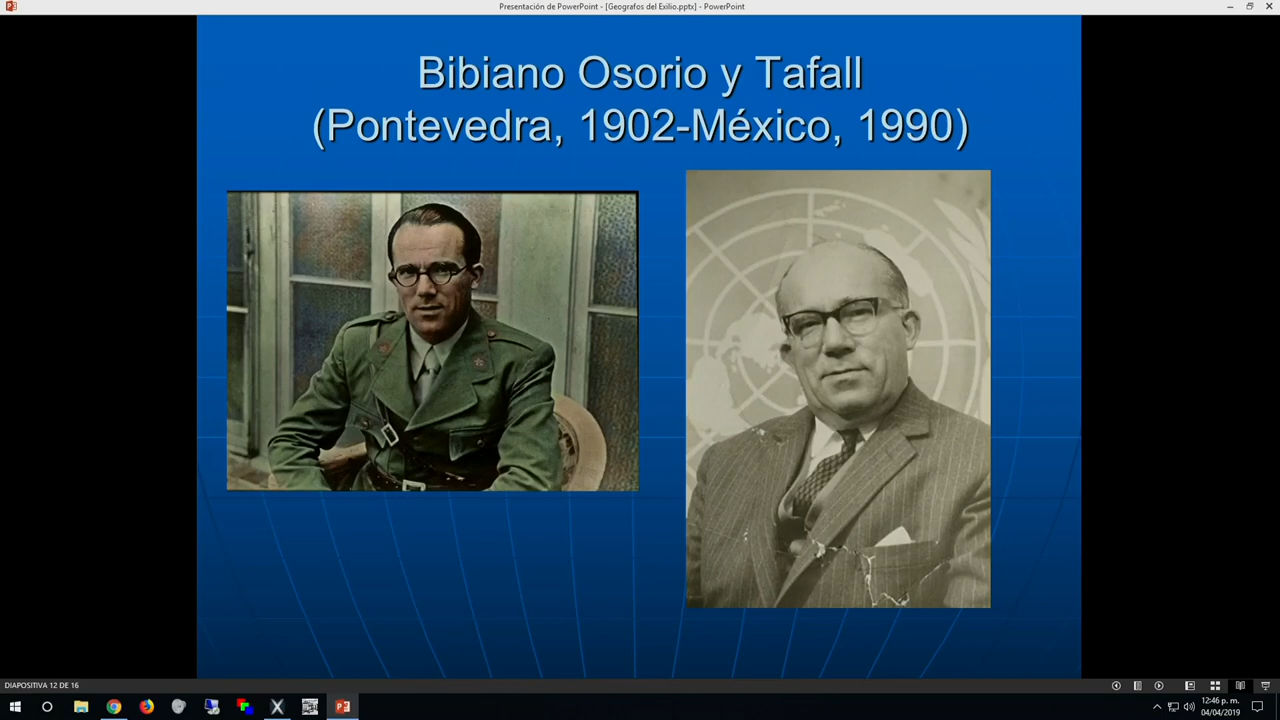 Presentación de PowerPoint - [Geografos del Exilio.pptx] - PowerPoint
Bibiano Osorio y Tafall
(Pontevedra, 1902-México, 1990)
DIAPOSITIVA 12 DE 16
12:46 p. m.
04/04/2019